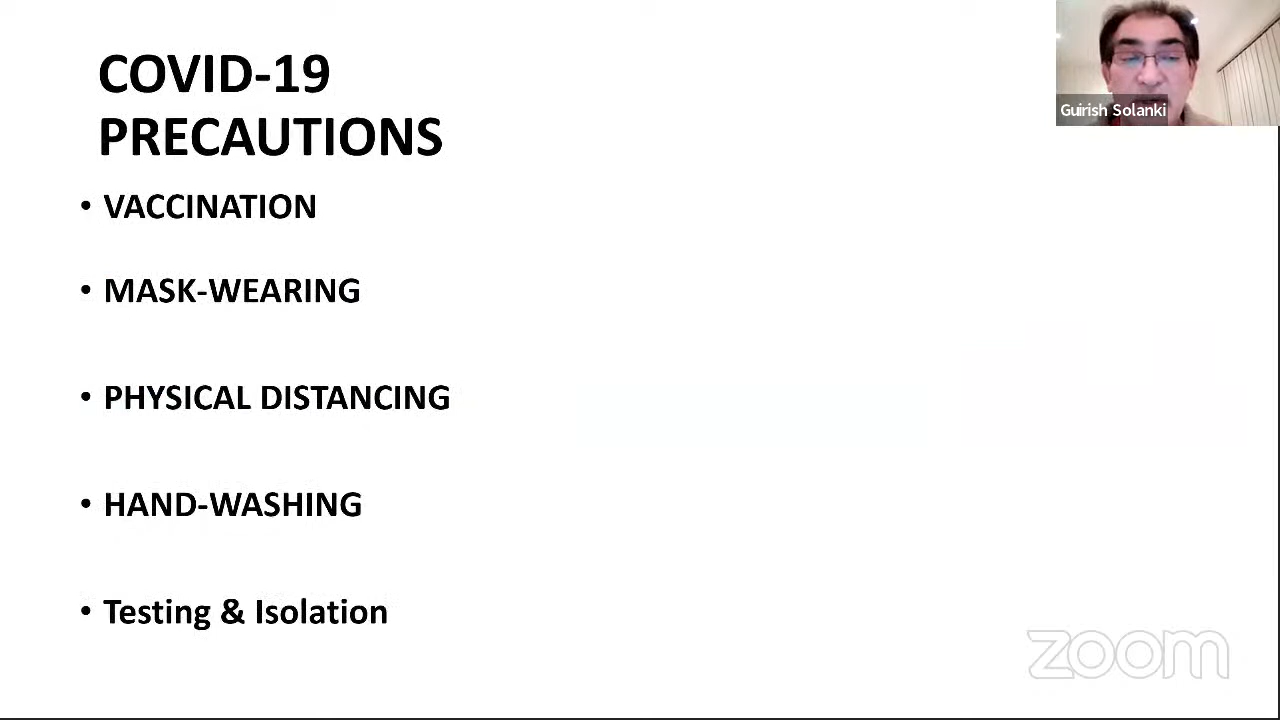 COVID-19
PRECAUTIONS
• VACCINATION
• MASK-WEARING
• PHYSICAL DISTANCING
• HAND-WASHING
• Testing & Isolation
Guirish Solanki
zoom